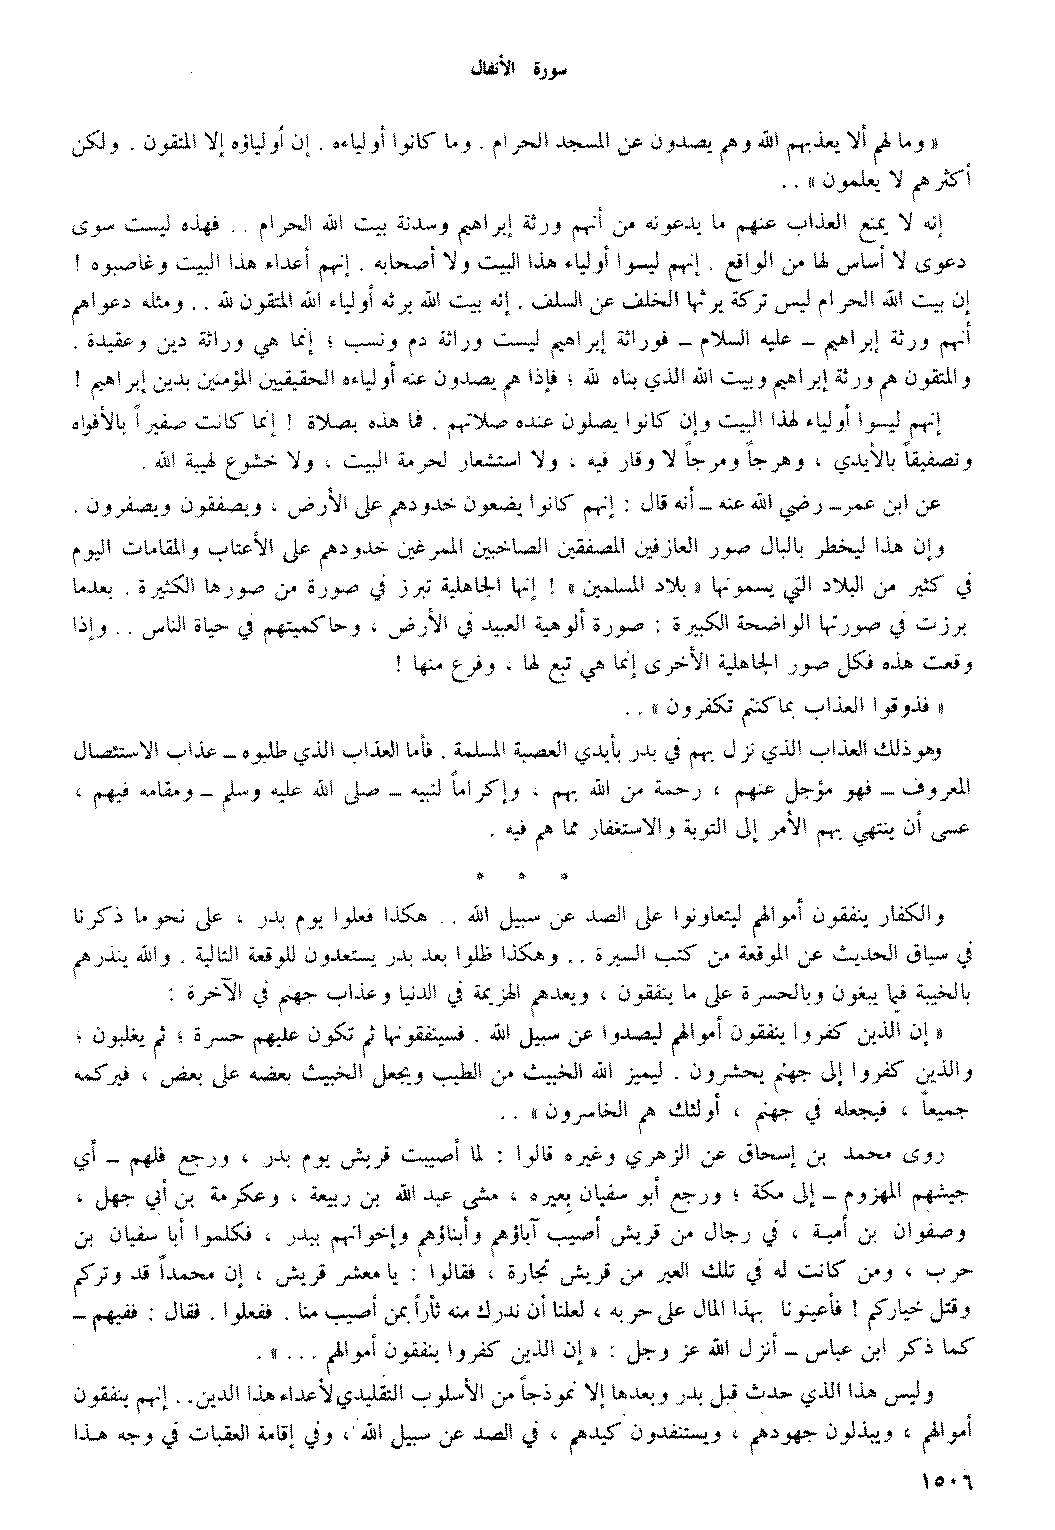 سورة الأنفال
« وما لهم ألا يعذبهم الله وهم يصدون عن المسجد الحرام . وما كانوا أولياءه . إن أولياؤه إلا المتقون . ولكن
أكثرهم لا يعلمون » . .
إنه لا يمنع العذاب عنهم ما يدعونه من أنهم ورثة إبراهيم وسدنة بيت الله الحرام . . فهذه ليست سوى
دعوى لا أساس لها من الواقع . إنهم ليسوا أولياء هذا البيت ولا أصحابه . إنهم أعداء هذا البيت وغاصبوه !
إن بيت الله الحرام ليس تركة يرثها الخلف عن السلف . إنه بيت الله يرثه أولياء الله المتقون لله . . ومثله دعواهم
أنهم ورثة إبراهيم – عليه السلام – فوراثة إبراهيم ليست وراثة دم ونسب ؛ إنما هي وراثة دين وعقيدة .
والمتقون هم ورثة إبراهيم وبيت الله الذي بناه لله ؛ فإذا هم يصدون عنه أولياءه الحقيقيين المؤمنين بدين إبراهيم !
إنهم ليسوا أولياء لهذا البيت وإن كانوا يصلون عنده صلاتهم . فما هذه بصلاة ! إنما كانت صفيراً بالأفواه
وتصفيقاً بالأيدي ، وهرجاً ومرجاً لا وقار فيه ، ولا استشعار لحرمة البيت ، ولا خشوع لهيبة الله .
عن ابن عمر – رضي الله عنه – أنه قال : إنهم كانوا يضعون خدودهم على الأرض ، ويصفقون ويصفرون .
وإن هذا ليخطر بالبال صور العازفين المصفقين الصاخبين الممرغين خدودهم على الأعتاب والمقامات اليوم
في كثير من البلاد التي يسمونها « بلاد المسلمين » ! إنها الجاهلية تبرز في صورة من صورها الكثيرة . بعدما
برزت في صورتها الواضحة الكبيرة : صورة ألوهية العبيد في الأرض ، وحاكميتهم في حياة الناس . . وإذا
وقعت هذه فكل صور الجاهلية الأخرى إنما هي تبع لها ، وفرع منها !
« فذوقوا العذاب بما كنتم تكفرون » . .
وهو ذلك العذاب الذي نزل بهم في بدر بأيدي العصبة المسلمة . فأما العذاب الذي طلبوه – عذاب الاستئصال
المعروف – فهو مؤجل عنهم ؛ رحمة من الله بهم ، وإكراماً لنبيه – صلى الله عليه وسلم – ومقامه فيهم ،
عسى أن ينتهي بهم الأمر إلى التوبة والاستغفار مما هم فيه .
* * *
والكفار ينفقون أموالهم ليتعاونوا على الصد عن سبيل الله . . هكذا فعلوا يوم بدر ، على نحو ما ذكرنا
في سياق الحديث عن الموقعة من كتب السيرة . . وهكذا ظلوا بعد بدر يستعدون للوقعة التالية . والله ينذرهم
بالخيبة فيما يبغون وبالحسرة على ما ينفقون ، ويعدهم الهزيمة في الدنيا وعذاب جهنم في الآخرة :
« إن الذين كفروا ينفقون أموالهم ليصدوا عن سبيل الله . فسينفقونها ثم تكون عليهم حسرة ؛ ثم يغلبون ؛
والذين كفروا إلى جهنم يحشرون . ليميز الله الخبيث من الطيب ويجعل الخبيث بعضه على بعض ، فيركمه
جميعاً ، فيجعله في جهنم ، أولئك هم الخاسرون » . .
روى محمد بن إسحاق عن الزهري وغيره قالوا : لما أصيبت قريش يوم بدر ، ورجع فلهم – أي
جيشهم المهزوم – إلى مكة ؛ ورجع أبو سفيان بِعيره ، مشى عبد الله بن ربيعة ، وعكرمة بن أبي جهل ،
وصفوان بن أمية ، في رجال من قريش أصيب آباؤهم وأبناؤهم وإخوانهم ببدر ، فكلموا أبا سفيان بن
حرب ، ومن كانت له في تلك العير من قريش تجارة ، فقالوا : يا معشر قريش ، إن محمداً قد وتركم
وقتل خياركم ! فأعينونا بهذا المال على حربه ، لعلنا أن ندرك منه ثأراً بمن أصيب منا . ففعلوا . فقال : ففيهم –
كما ذكر ابن عباس – أنزل الله عز وجل : « إن الذين كفروا ينفقون أموالهم . . . » .
وليس هذا الذي حدث قبل بدر وبعدها إلا نموذجاً من الأسلوب التقليدي لأعداء هذا الدين . . إنهم ينفقون
أموالهم ، ويبذلون جهودهم ، ويستنفدون كيدهم ، في الصد عن سبيل الله ، وفي إقامة العقبات في وجه هذا
١٥٠٦